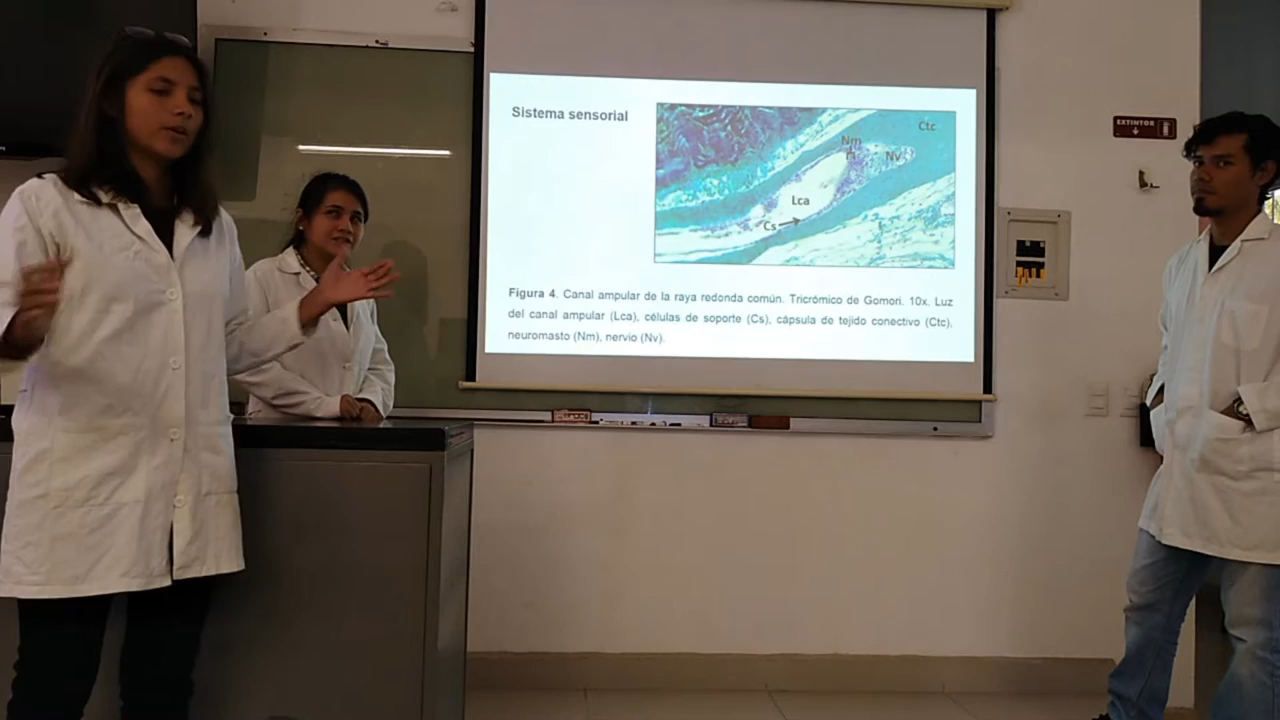 Sistema sensorial
Ctc
Nm
Nv
Lca
Cs
Figura 4. Canal ampular de la raya redonda común. Tricrómico de Gomori. 10x. Luz
del canal ampular (Lca), células de soporte (Cs), cápsula de tejido conectivo (Ctc),
neuromasto (Nm), nervio (Nv).
EXTINTOR